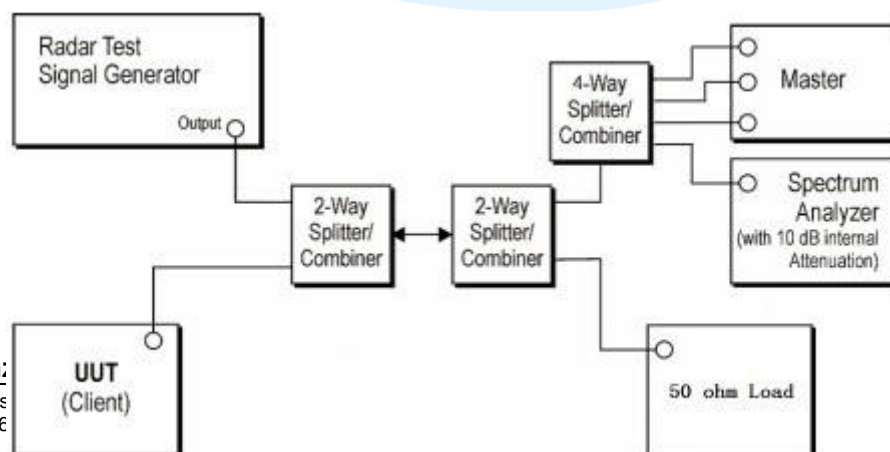 Radar Test
Signal Generator
Output
4-Way
Splitter/
Combiner
Master
Spectrum
Analyzer
(with 10 dB internal
Attenuation)
2-Way
Splitter/
Combiner
2-Way
Splitter/
Combiner
UUT
(Client)
50 ohm Load